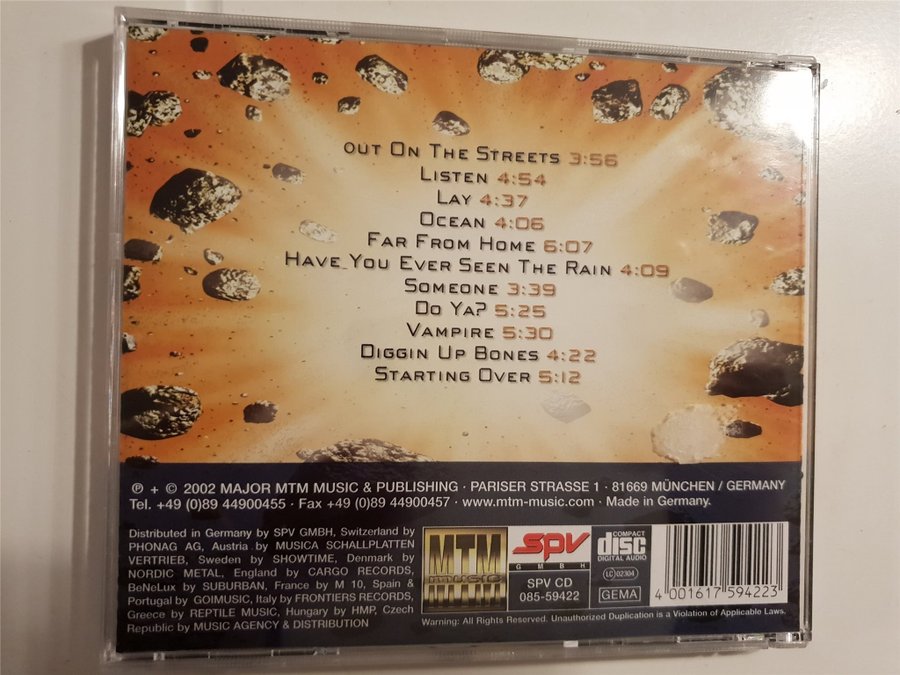 OUT ON THE STREETS 3:56
LISTEN 4:54
LAY 4:37
OCEAN 4:06
FAR FROM HOME 6:07
HAVE YOU EVER SEEN THE RAIN 4:09
SOMEONE 3:39
DO YA? 5:25
VAMPIRE 5:30
DIGGIN UP BONES 4:22
STARTING OVER 5:12
℗ + © 2002 MAJOR MTM MUSIC & PUBLISHING · PARISER STRASSE 1 · 81669 MÜNCHEN / GERMANY
Tel. +49 (0)89 44900455 · Fax +49 (0)89 44900457 · www.mtm-music.com · Made in Germany.
Distributed in Germany by SPV GMBH, Switzerland by
PHONAG AG, Austria by MUSICA SCHALLPLATTEN
VERTRIEB, Sweden by SHOWTIME, Denmark by
NORDIC METAL, England by CARGO RECORDS,
BeNeLux by SUBURBAN, France by M 10, Spain &
Portugal by GOIMUSIC, Italy by FRONTIERS RECORDS,
Greece by REPTILE MUSIC, Hungary by HMP, Czech
Republic by MUSIC AGENCY & DISTRIBUTION
MTM
MUSIC
SPV
GMBH
SPV CD
085-59422
COMPACT
disc
DIGITAL AUDIO
LC 02304
GEMA
4 001617 594223
Warning: All Rights Reserved. Unauthorized Duplication is a Violation of Applicable Laws.